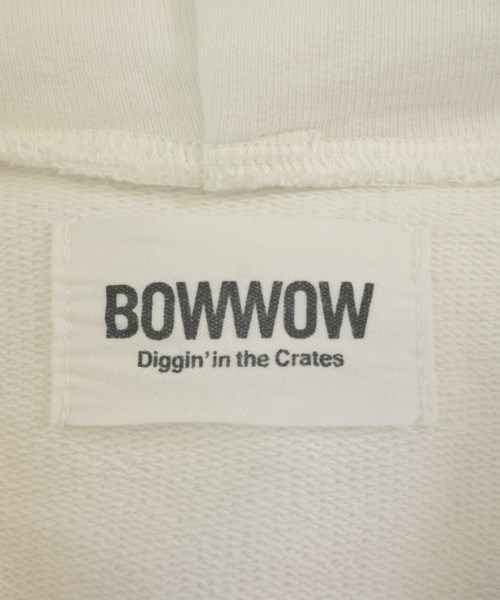 BOWWOW
Diggin' in the Crates